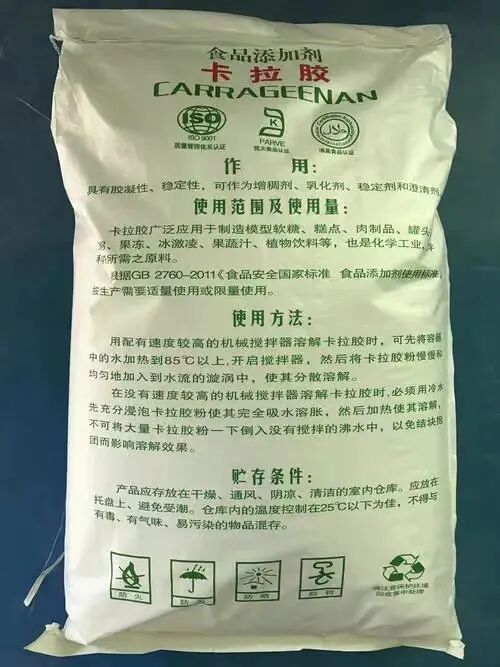 食品添加剂
卡拉胶
CARRAGEENAN
ISO
ISO 9001
质量管理体系认证
K
PARVE
犹太食品认证
حلال
清真食品认证
作用:
具有胶凝性、稳定性，可作为增稠剂、乳化剂、稳定剂和澄清剂
使用范围及使用量:
卡拉胶广泛应用于制造模型软糖、糕点、肉制品、罐头
果冻、冰激凌、果蔬汁、植物饮料等，也是化学工业,
所需之原料。
根据GB 2760-2011《食品安全国家标准 食品添加剂使用标准
按生产需要适量使用或限量使用。
使用方法:
用配有速度较高的机械搅拌器溶解卡拉胶时，可先将容器
中的水加热到85℃以上,开启搅拌器，然后将卡拉胶粉慢慢和
均匀地加入到水流的漩涡中，使其分散溶解。
在没有速度较高的机械搅拌器溶解卡拉胶时,必须用冷水
先充分浸泡卡拉胶粉使其完全吸水溶胀，然后加热使其溶解，
不可将大量卡拉胶粉一下倒入没有搅拌的沸水中，以免结块抱
团而影响溶解效果。
贮存条件:
产品应存放在干燥、通风、阴凉、清洁的室内仓库。应放在
托盘上、避免受潮。仓库内的温度控制在25℃以下为佳，不得与
有毒、有气味、易污染的物品混存。
防火
防
防晒
防钩
请注意保护环境
回收集中处理